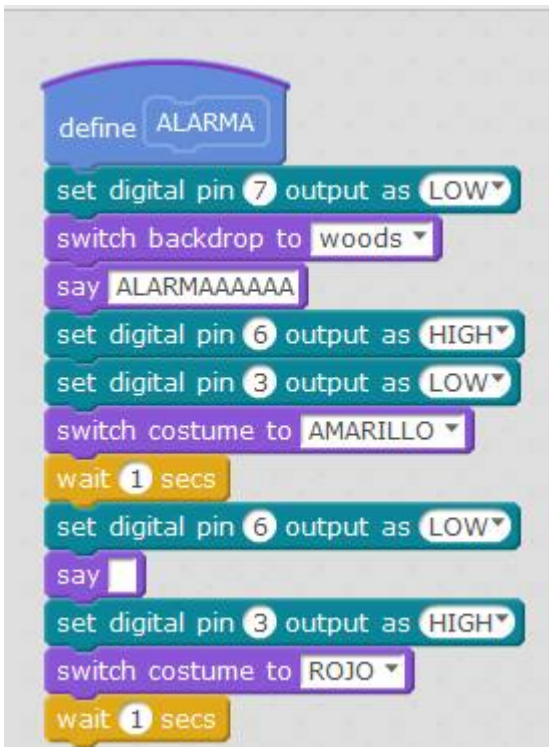 define ALARMA
set digital pin 7 output as LOW
switch backdrop to woods
say ALARMAAAAAA
set digital pin 6 output as HIGH
set digital pin 3 output as LOW
switch costume to AMARILLO
wait 1 secs
set digital pin 6 output as LOW
say
set digital pin 3 output as HIGH
switch costume to ROJO
wait 1 secs